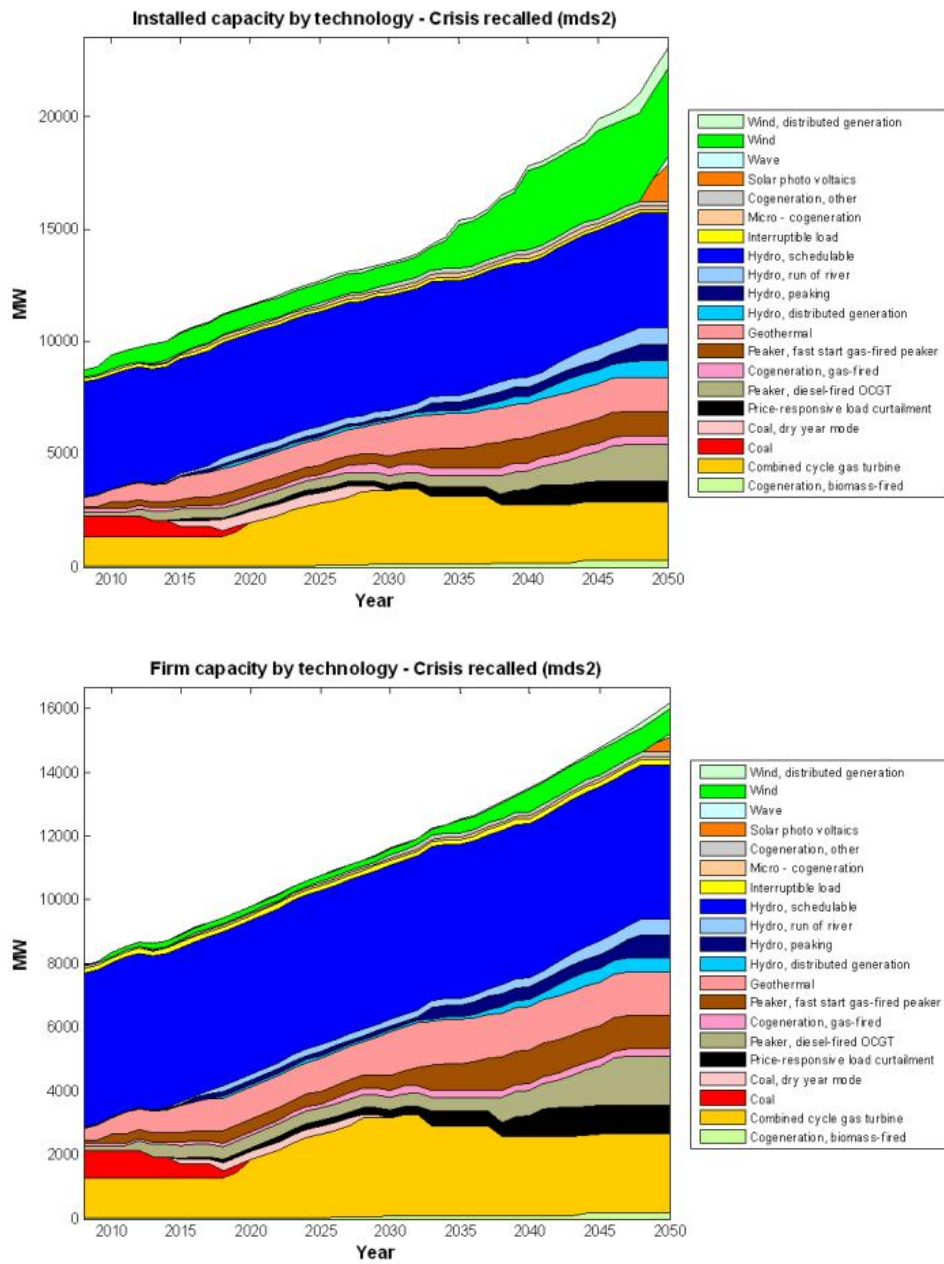 Installed capacity by technology - Crisis recalled (mds2)
20000
15000
10000
5000
0
MW
2010 2015 2020 2025 2030 2035 2040 2045 2050
Year
Wind, distributed generation
Wind
Wave
Solar photo voltaics
Cogeneration, other
Micro - cogeneration
Interruptible load
Hydro, schedulable
Hydro, run of river
Hydro, peaking
Hydro, distributed generation
Geothermal
Peaker, fast start gas-fired peaker
Cogeneration, gas-fired
Peaker, diesel-fired OCGT
Price-responsive load curtailment
Coal, dry year mode
Coal
Combined cycle gas turbine
Cogeneration, biomass-fired
Firm capacity by technology - Crisis recalled (mds2)
16000
14000
12000
10000
8000
6000
4000
2000
0
MW
2010 2015 2020 2025 2030 2035 2040 2045 2050
Year
Wind, distributed generation
Wind
Wave
Solar photo voltaics
Cogeneration, other
Micro - cogeneration
Interruptible load
Hydro, schedulable
Hydro, run of river
Hydro, peaking
Hydro, distributed generation
Geothermal
Peaker, fast start gas-fired peaker
Cogeneration, gas-fired
Peaker, diesel-fired OCGT
Price-responsive load curtailment
Coal, dry year mode
Coal
Combined cycle gas turbine
Cogeneration, biomass-fired